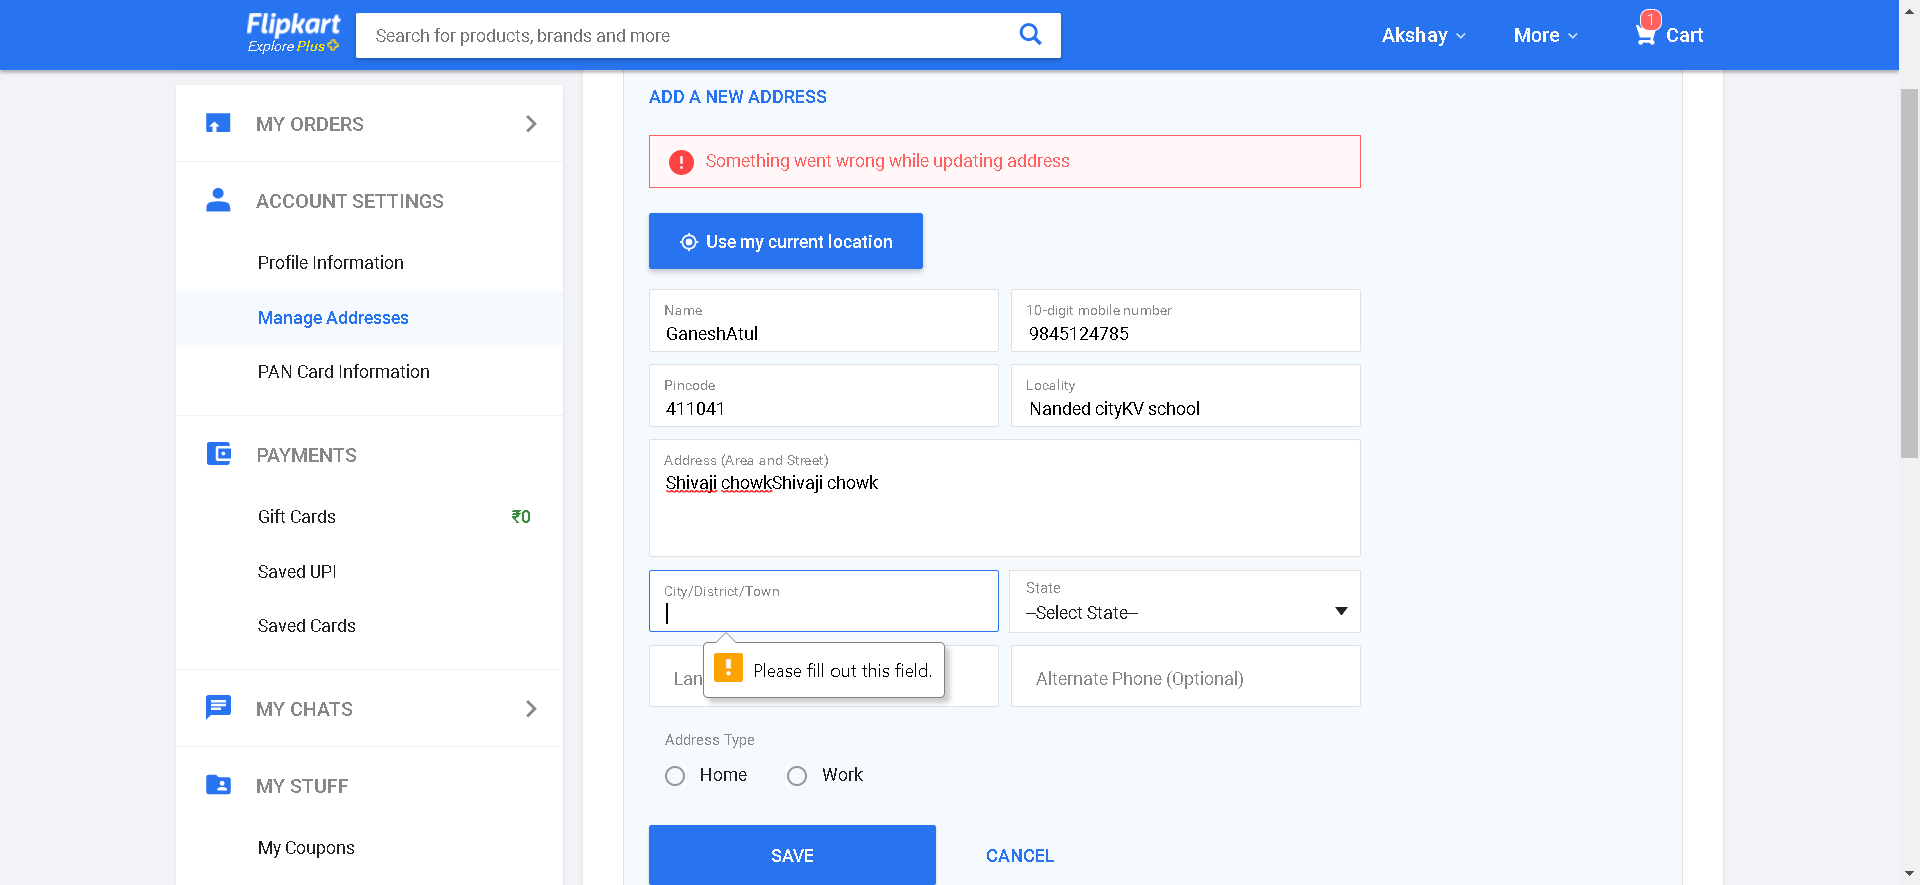 Flipkart
Explore Plus
Search for products, brands and more
Akshay
More
1
Cart
MY ORDERS
ACCOUNT SETTINGS
Profile Information
Manage Addresses
PAN Card Information
PAYMENTS
Gift Cards ₹0
Saved UPI
Saved Cards
MY CHATS
MY STUFF
My Coupons
ADD A NEW ADDRESS
Something went wrong while updating address
Use my current location
Name
GaneshAtul
10-digit mobile number
9845124785
Pincode
411041
Locality
Nanded cityKV school
Address (Area and Street)
Shivaji chowkShivaji chowk
City/District/Town
State
--Select State--
Please fill out this field.
Lan
Alternate Phone (Optional)
Address Type
Home
Work
SAVE
CANCEL